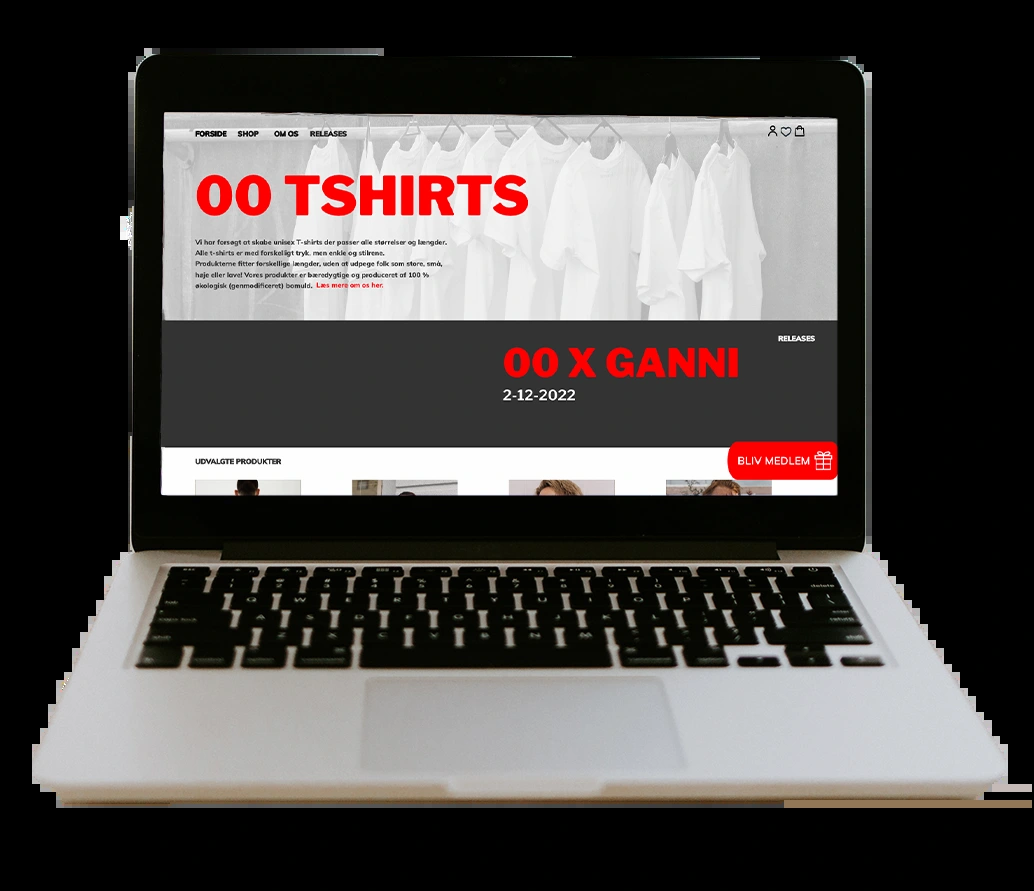 FORSIDE SHOP OM OS RELEASES
00 TSHIRTS
Vi har forsøgt at skabe unisex T-shirts der passer alle størrelser og længder.
Alle t-shirts er med forskelligt tryk, men enkle og stilrene.
Produkterne fitter forskellige længder, uden at udpege folk som store, små,
høje eller lave! Vores produkter er bæredygtige og produceret af 100 %
økologisk (genmodificeret) bomuld. Læs mere om os her.
RELEASES
00 X GANNI
2-12-2022
UDVALGTE PRODUKTER
BLIV MEDLEM
delete
Q W E R T Y U I O P
A S D F G H J K L
Z X C V B N M